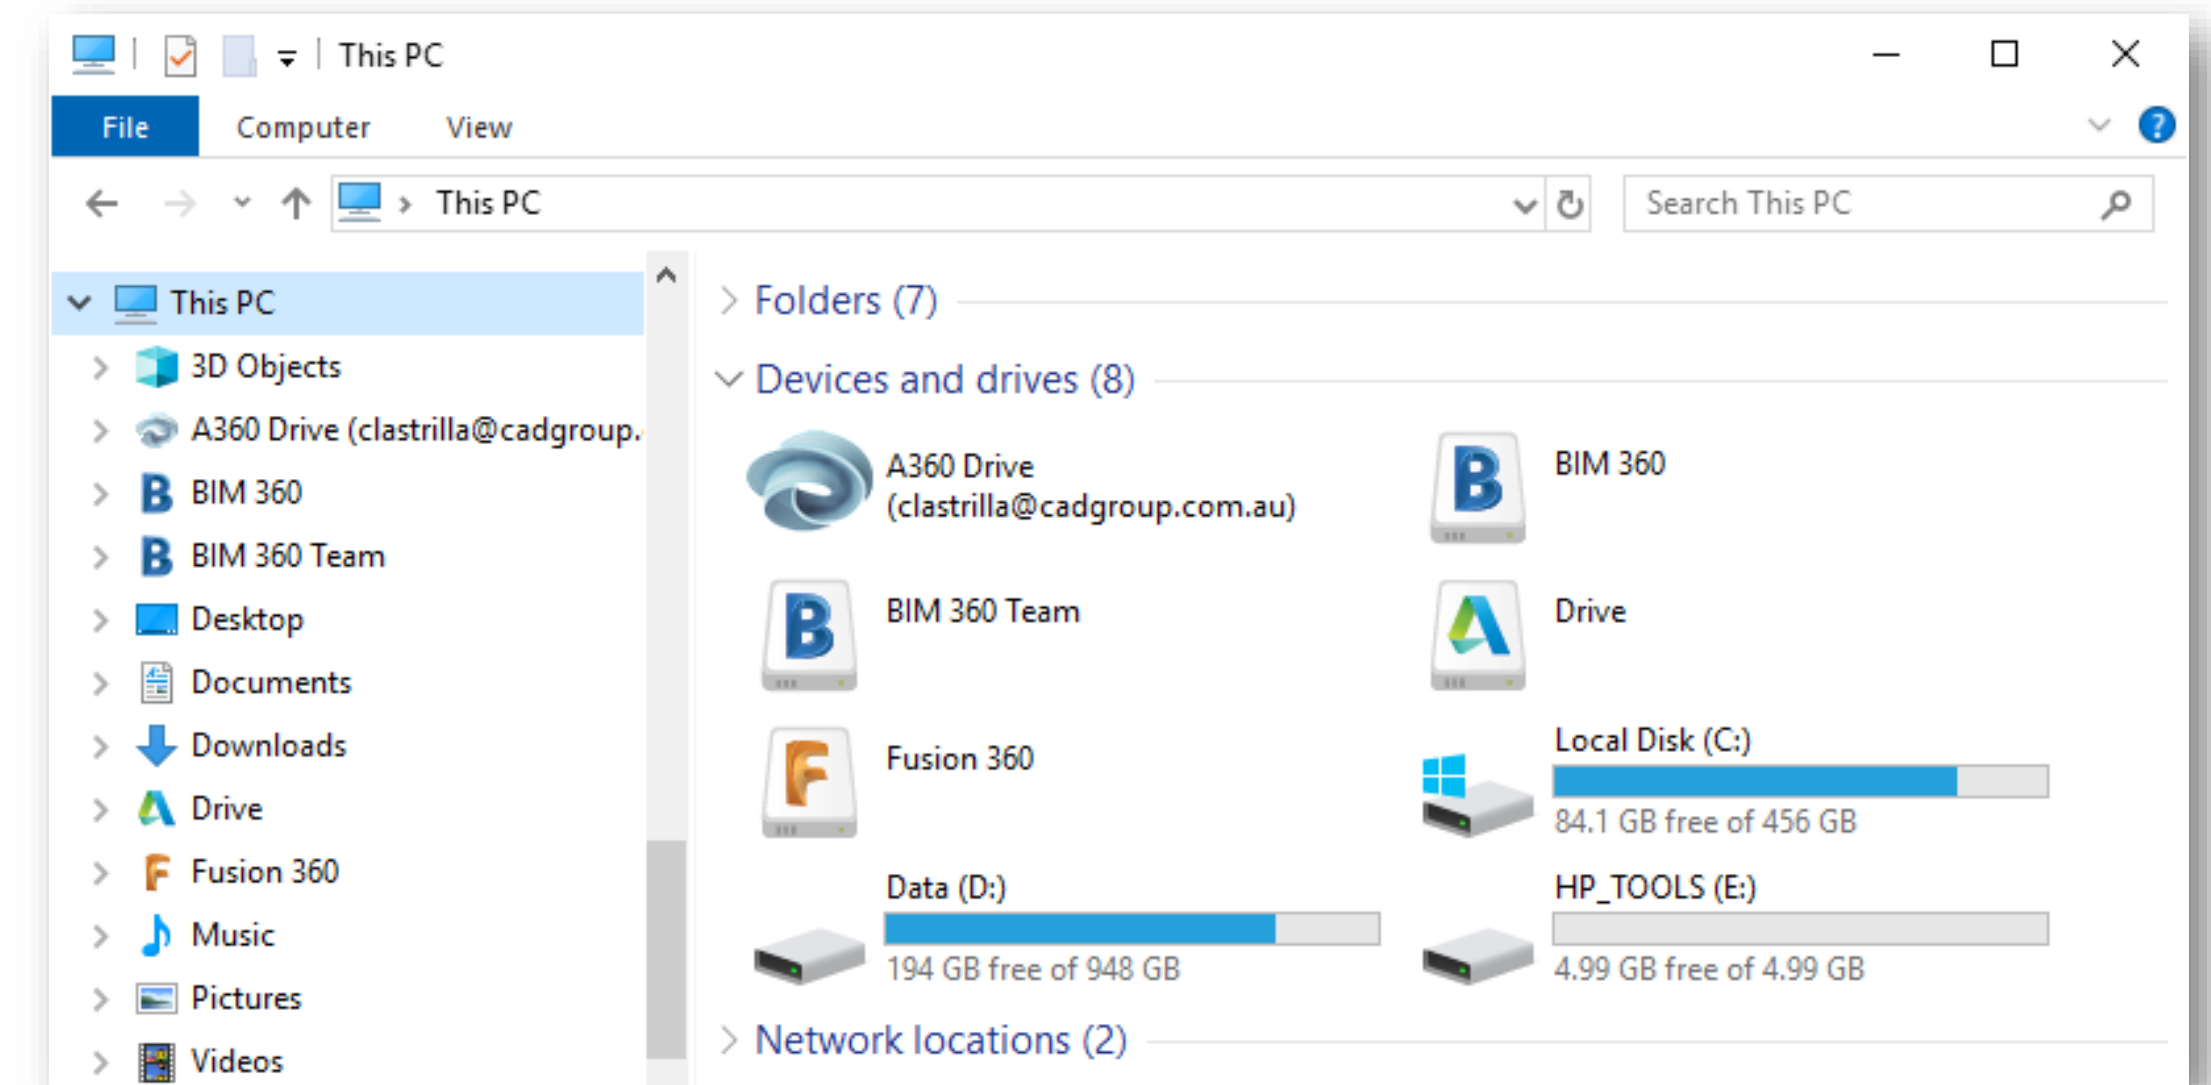 This PC
File Computer View
This PC
Search This PC
This PC
3D Objects
A360 Drive (clastrilla@cadgroup.
BIM 360
BIM 360 Team
Desktop
Documents
Downloads
Drive
Fusion 360
Music
Pictures
Videos
Folders (7)
Devices and drives (8)
A360 Drive
(clastrilla@cadgroup.com.au)
BIM 360
BIM 360 Team
Drive
Fusion 360
Local Disk (C:)
84.1 GB free of 456 GB
Data (D:)
194 GB free of 948 GB
HP_TOOLS (E:)
4.99 GB free of 4.99 GB
Network locations (2)